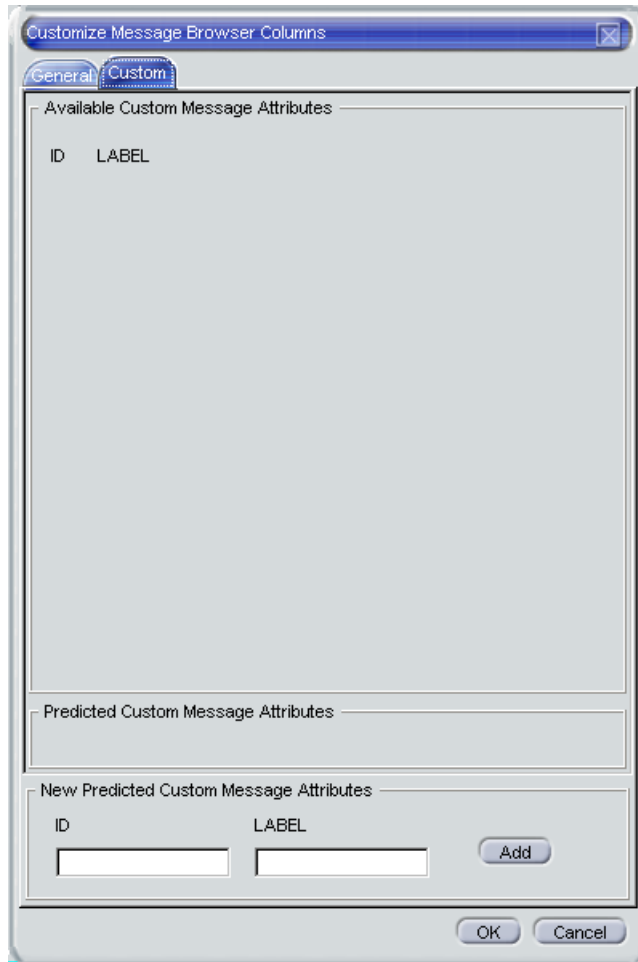 Customize Message Browser Columns
General Custom
Available Custom Message Attributes
ID LABEL
Predicted Custom Message Attributes
New Predicted Custom Message Attributes
ID LABEL
Add
OK Cancel